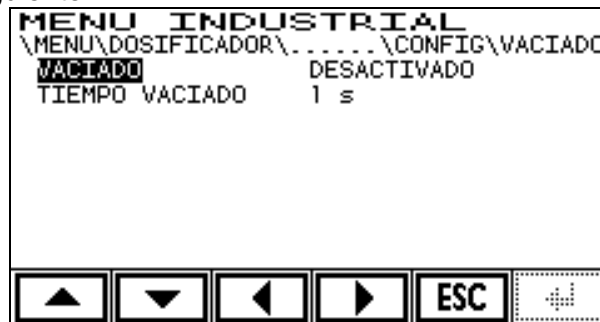 MENU INDUSTRIAL
\MENU\DOSIFICADOR\......\CONFIG\VACIADO
VACIADO DESACTIVADO
TIEMPO VACIADO 1 s
ESC